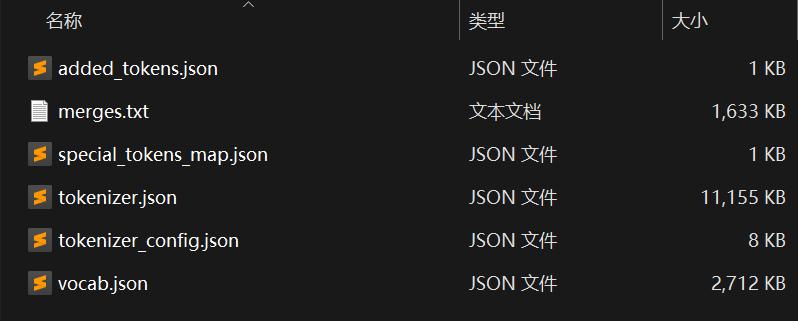 名称 类型 大小
added_tokens.json JSON 文件 1 KB
merges.txt 文本文档 1,633 KB
special_tokens_map.json JSON 文件 1 KB
tokenizer.json JSON 文件 11,155 KB
tokenizer_config.json JSON 文件 8 KB
vocab.json JSON 文件 2,712 KB